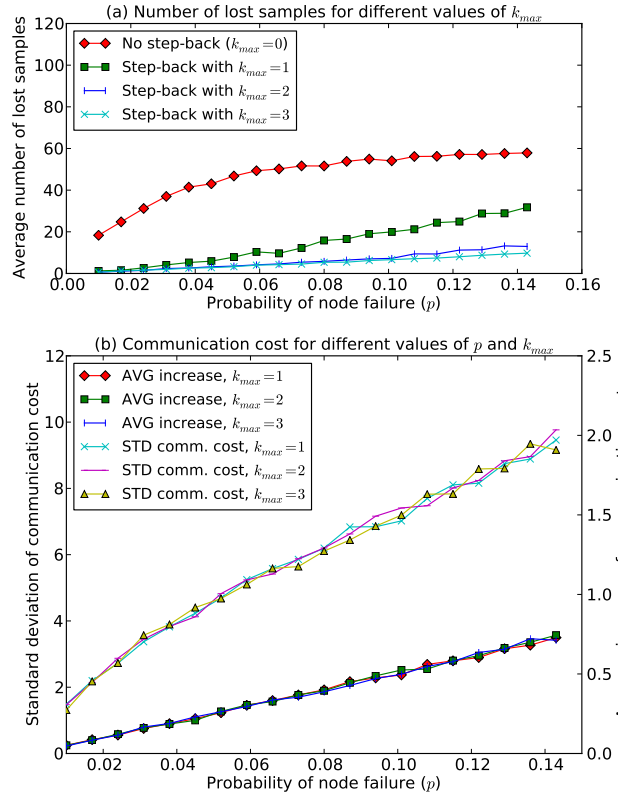 (a) Number of lost samples for different values of k_max
Average number of lost samples
120
100
80
60
40
20
0
No step-back (k_max=0)
Step-back with k_max=1
Step-back with k_max=2
Step-back with k_max=3
0.00 0.02 0.04 0.06 0.08 0.10 0.12 0.14 0.16
Probability of node failure (p)
(b) Communication cost for different values of p and k_max
Standard deviation of communication cost
12
10
8
6
4
2
0
AVG increase, k_max=1
AVG increase, k_max=2
AVG increase, k_max=3
STD comm. cost, k_max=1
STD comm. cost, k_max=2
STD comm. cost, k_max=3
2.5
2.0
1.5
1.0
0.5
0.0
0.02 0.04 0.06 0.08 0.10 0.12 0.14
Probability of node failure (p)